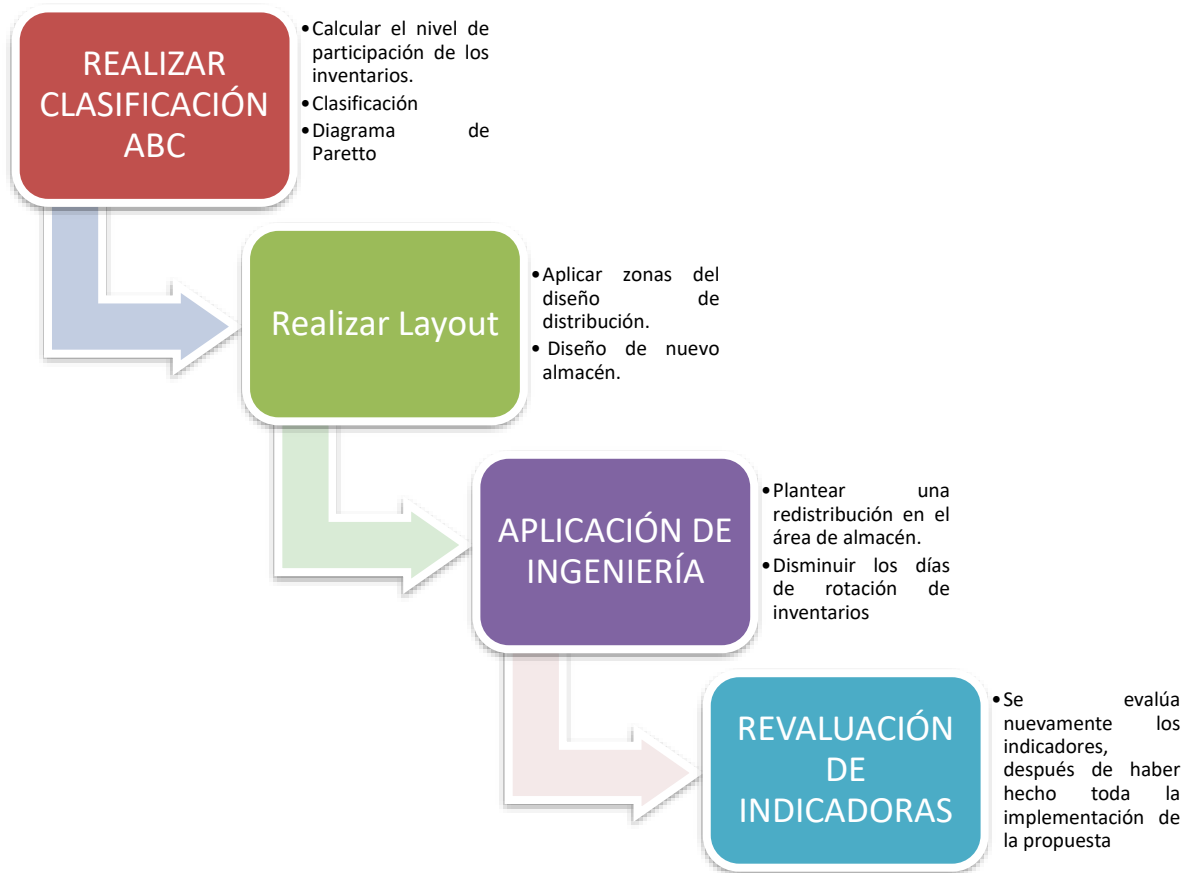 REALIZAR
CLASIFICACIÓN
ABC
•Calcular el nivel de
participación de los
inventarios.
•Clasificación
•Diagrama de
Paretto
Realizar Layout
•Aplicar zonas del
diseño de
distribución.
• Diseño de nuevo
almacén.
APLICACIÓN DE
INGENIERÍA
•Plantear una
redistribución en el
área de almacén.
•Disminuir los días
de rotación de
inventarios
REVALUACIÓN
DE
INDICADORAS
•Se evalúa
nuevamente los
indicadores,
después de haber
hecho toda la
implementación de
la propuesta